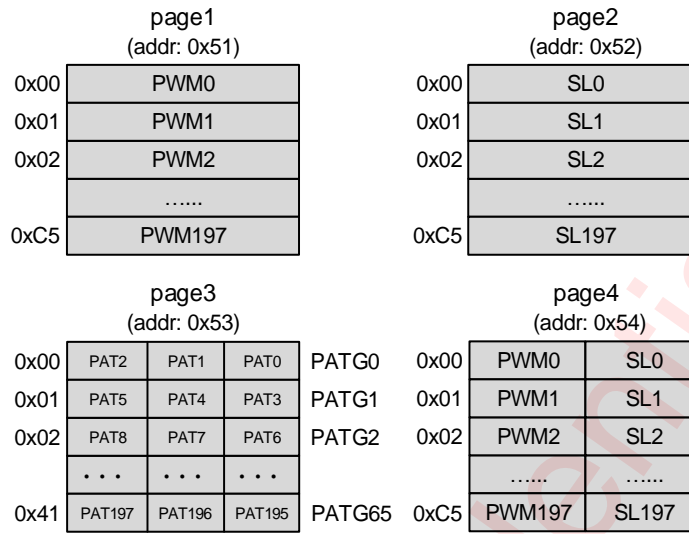 page1
(addr: 0x51)
0x00 PWM0
0x01 PWM1
0x02 PWM2
…...
0xC5 PWM197
page2
(addr: 0x52)
0x00 SL0
0x01 SL1
0x02 SL2
…...
0xC5 SL197
page3
(addr: 0x53)
0x00 PAT2 PAT1 PAT0 PATG0
0x01 PAT5 PAT4 PAT3 PATG1
0x02 PAT8 PAT7 PAT6 PATG2
• • • • • • • • •
0x41 PAT197 PAT196 PAT195 PATG65
page4
(addr: 0x54)
0x00 PWM0 SL0
0x01 PWM1 SL1
0x02 PWM2 SL2
…... …...
0xC5 PWM197 SL197